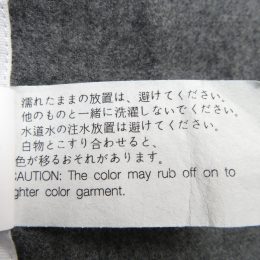 濡れたままの放置は、避けてください。
他のものと一緒に洗濯しないでください。
水道水の注水放置は避けてください。
白物とこすり合わせると、
色が移るおそれがあります。
CAUTION: The color may rub off on to
lighter color garment.